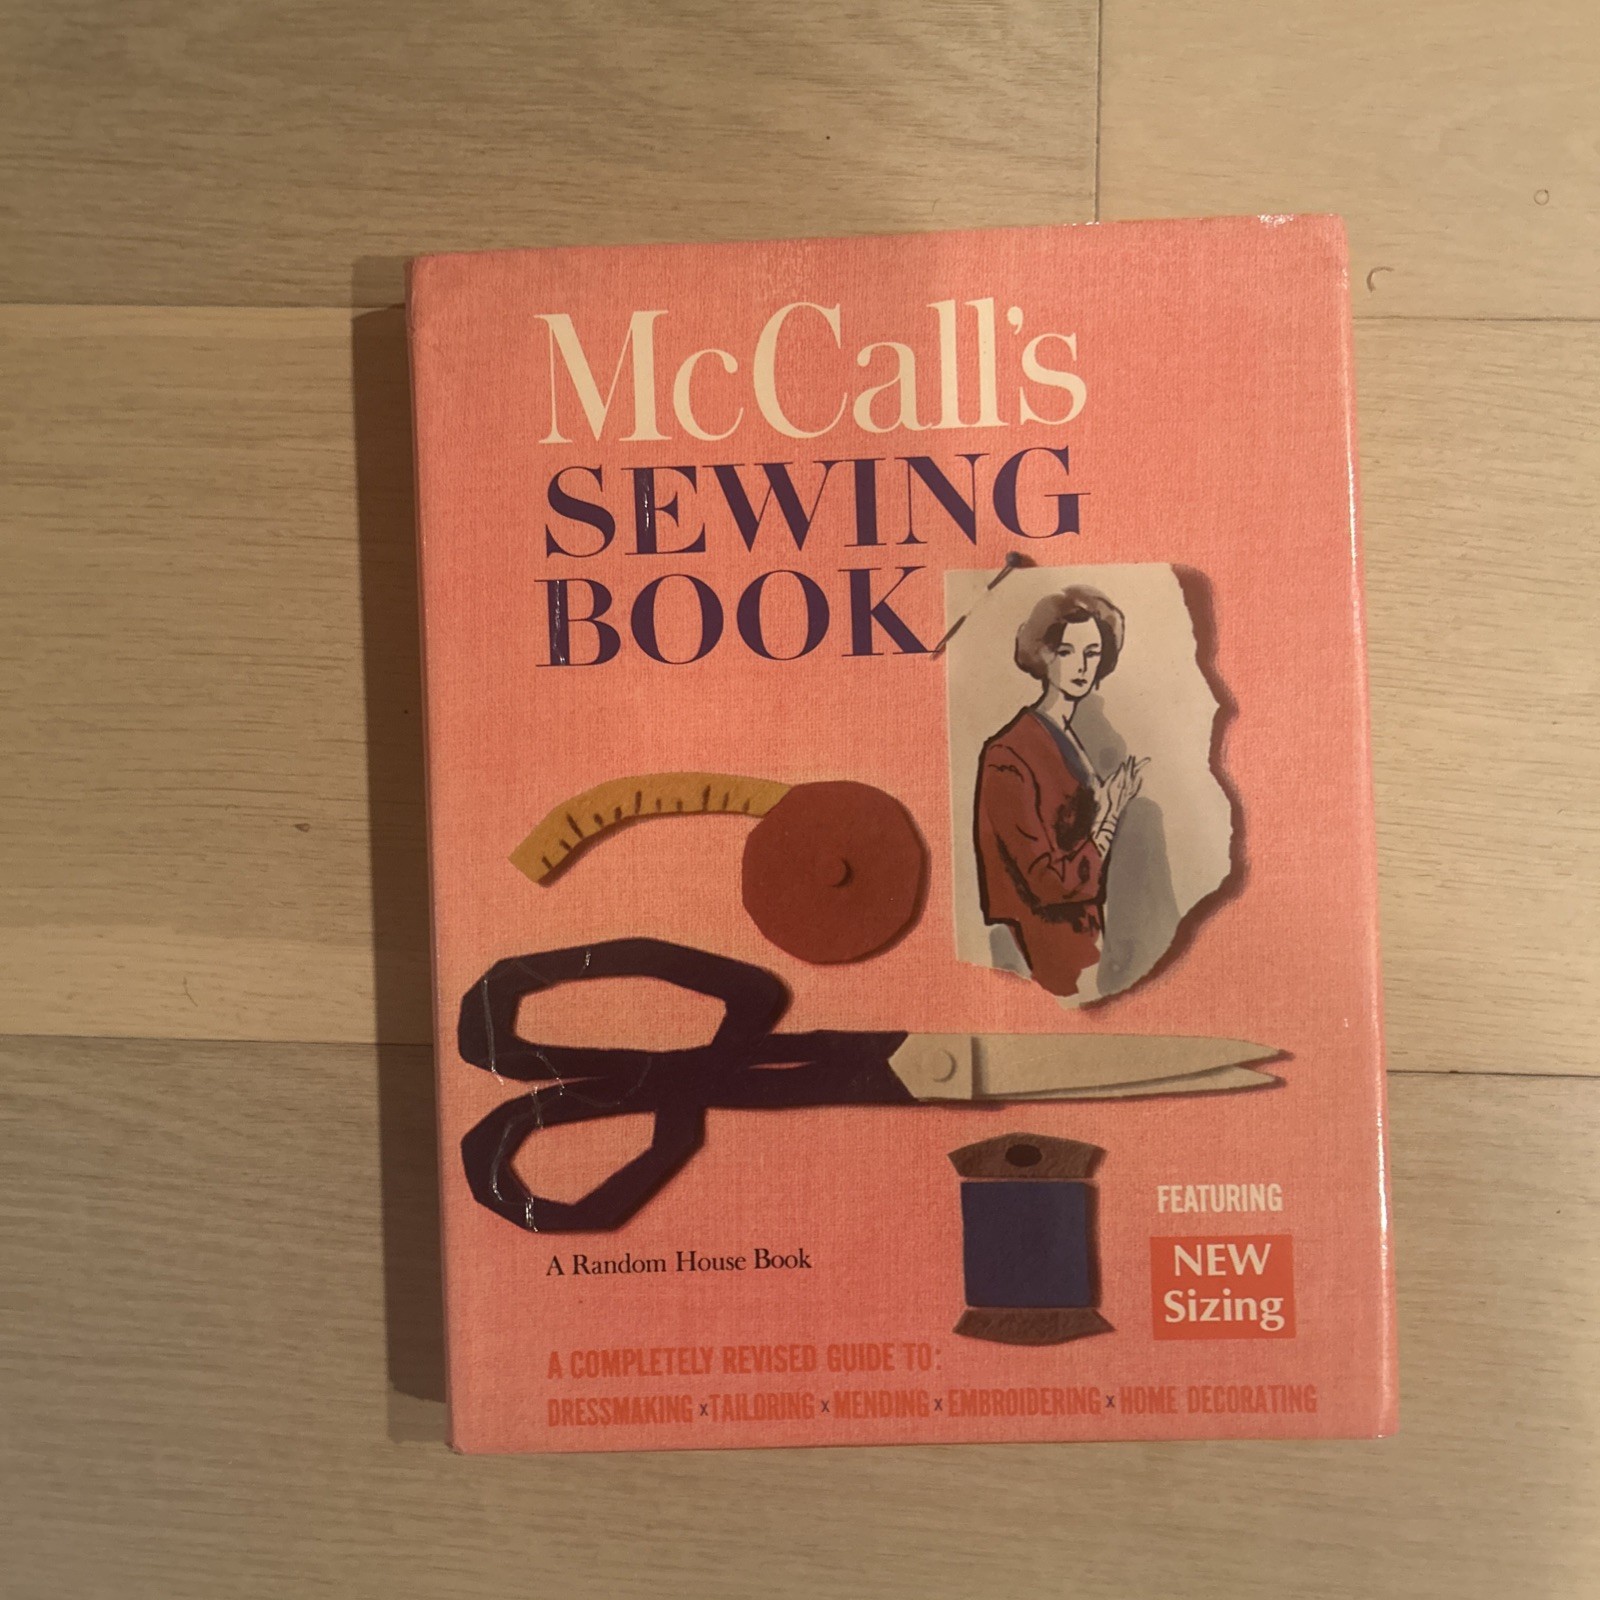 McCall's
SEWING
BOOK
A Random House Book
FEATURING
NEW
Sizing
A COMPLETELY REVISED GUIDE TO:
DRESSMAKING x TAILORING x MENDING x EMBROIDERING x HOME DECORATING